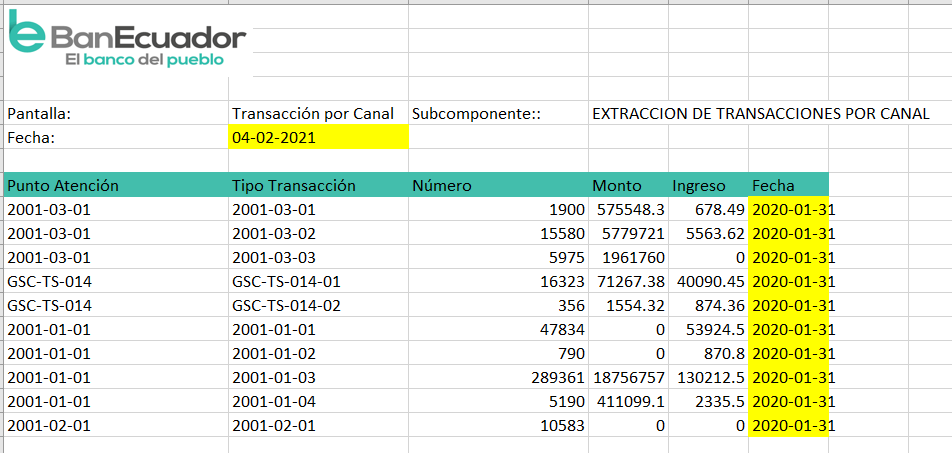 BanEcuador
El banco del pueblo
Pantalla: Transacción por Canal Subcomponente:: EXTRACCION DE TRANSACCIONES POR CANAL
Fecha: 04-02-2021
Punto Atención Tipo Transacción Número Monto Ingreso Fecha
2001-03-01 2001-03-01 1900 575548.3 678.49 2020-01-31
2001-03-01 2001-03-02 15580 5779721 5563.62 2020-01-31
2001-03-01 2001-03-03 5975 1961760 0 2020-01-31
GSC-TS-014 GSC-TS-014-01 16323 71267.38 40090.45 2020-01-31
GSC-TS-014 GSC-TS-014-02 356 1554.32 874.36 2020-01-31
2001-01-01 2001-01-01 47834 0 53924.5 2020-01-31
2001-01-01 2001-01-02 790 0 870.8 2020-01-31
2001-01-01 2001-01-03 289361 18756757 130212.5 2020-01-31
2001-01-01 2001-01-04 5190 411099.1 2335.5 2020-01-31
2001-02-01 2001-02-01 10583 0 0 2020-01-31